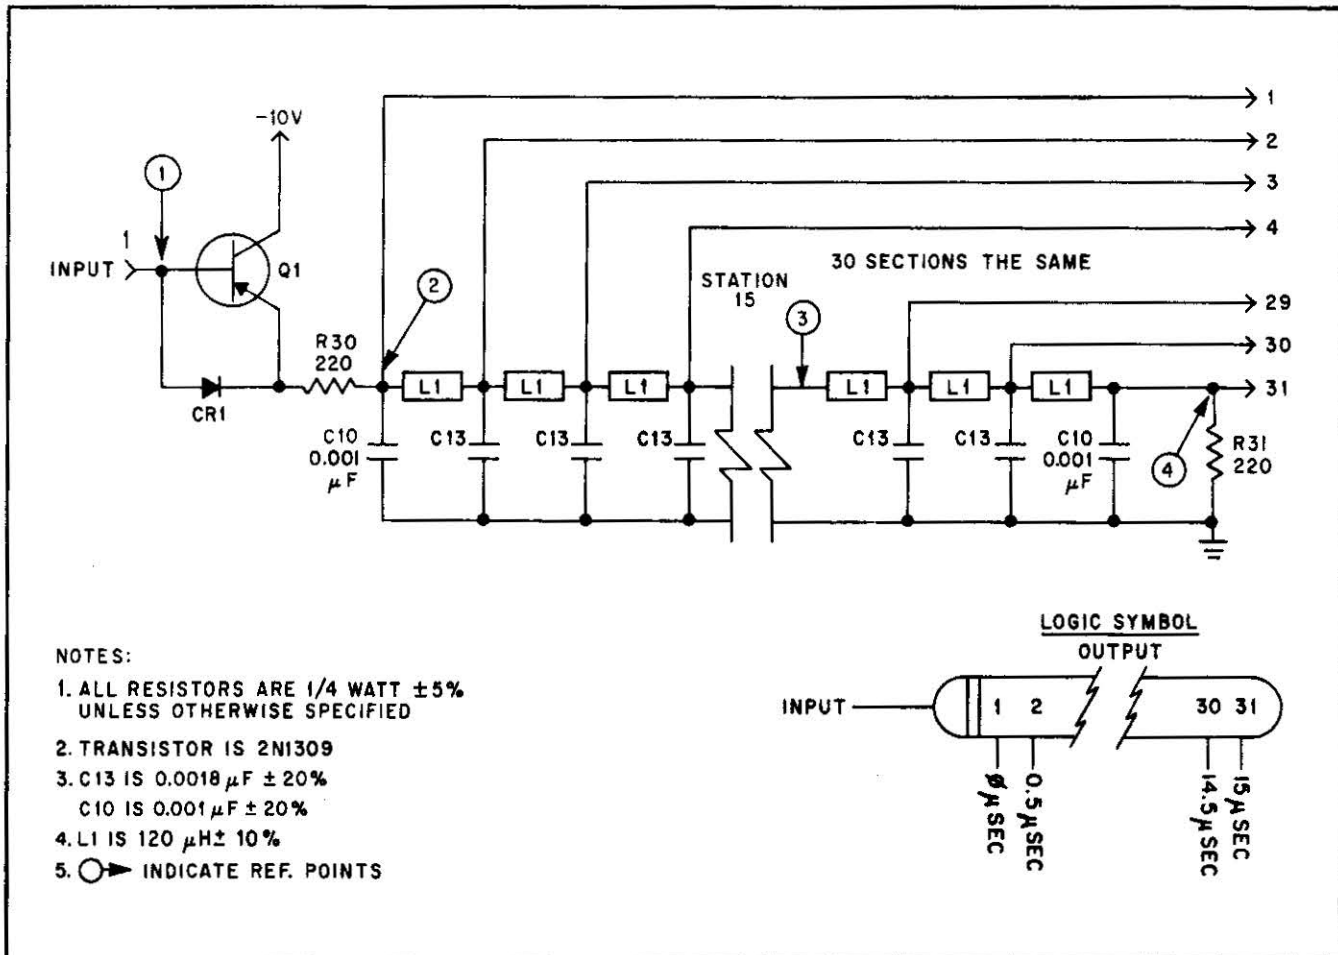 -10V
1
2
3
4
1
1
INPUT
Q1
2
STATION
15
30 SECTIONS THE SAME
3
29
30
31
R30
220
CR1
L1
L1
L1
L1
L1
L1
C10
0.001
μF
C13
C13
C13
C13
C13
C10
0.001
μF
4
R31
220
NOTES:
1. ALL RESISTORS ARE 1/4 WATT ±5%
UNLESS OTHERWISE SPECIFIED
2. TRANSISTOR IS 2N1309
3. C13 IS 0.0018 μF ± 20%
C10 IS 0.001 μF ± 20%
4. L1 IS 120 μH± 10%
5. INDICATE REF. POINTS
LOGIC SYMBOL
OUTPUT
INPUT
1 2 30 31
Ø μSEC
0.5 μSEC
14.5 μSEC
15 μSEC